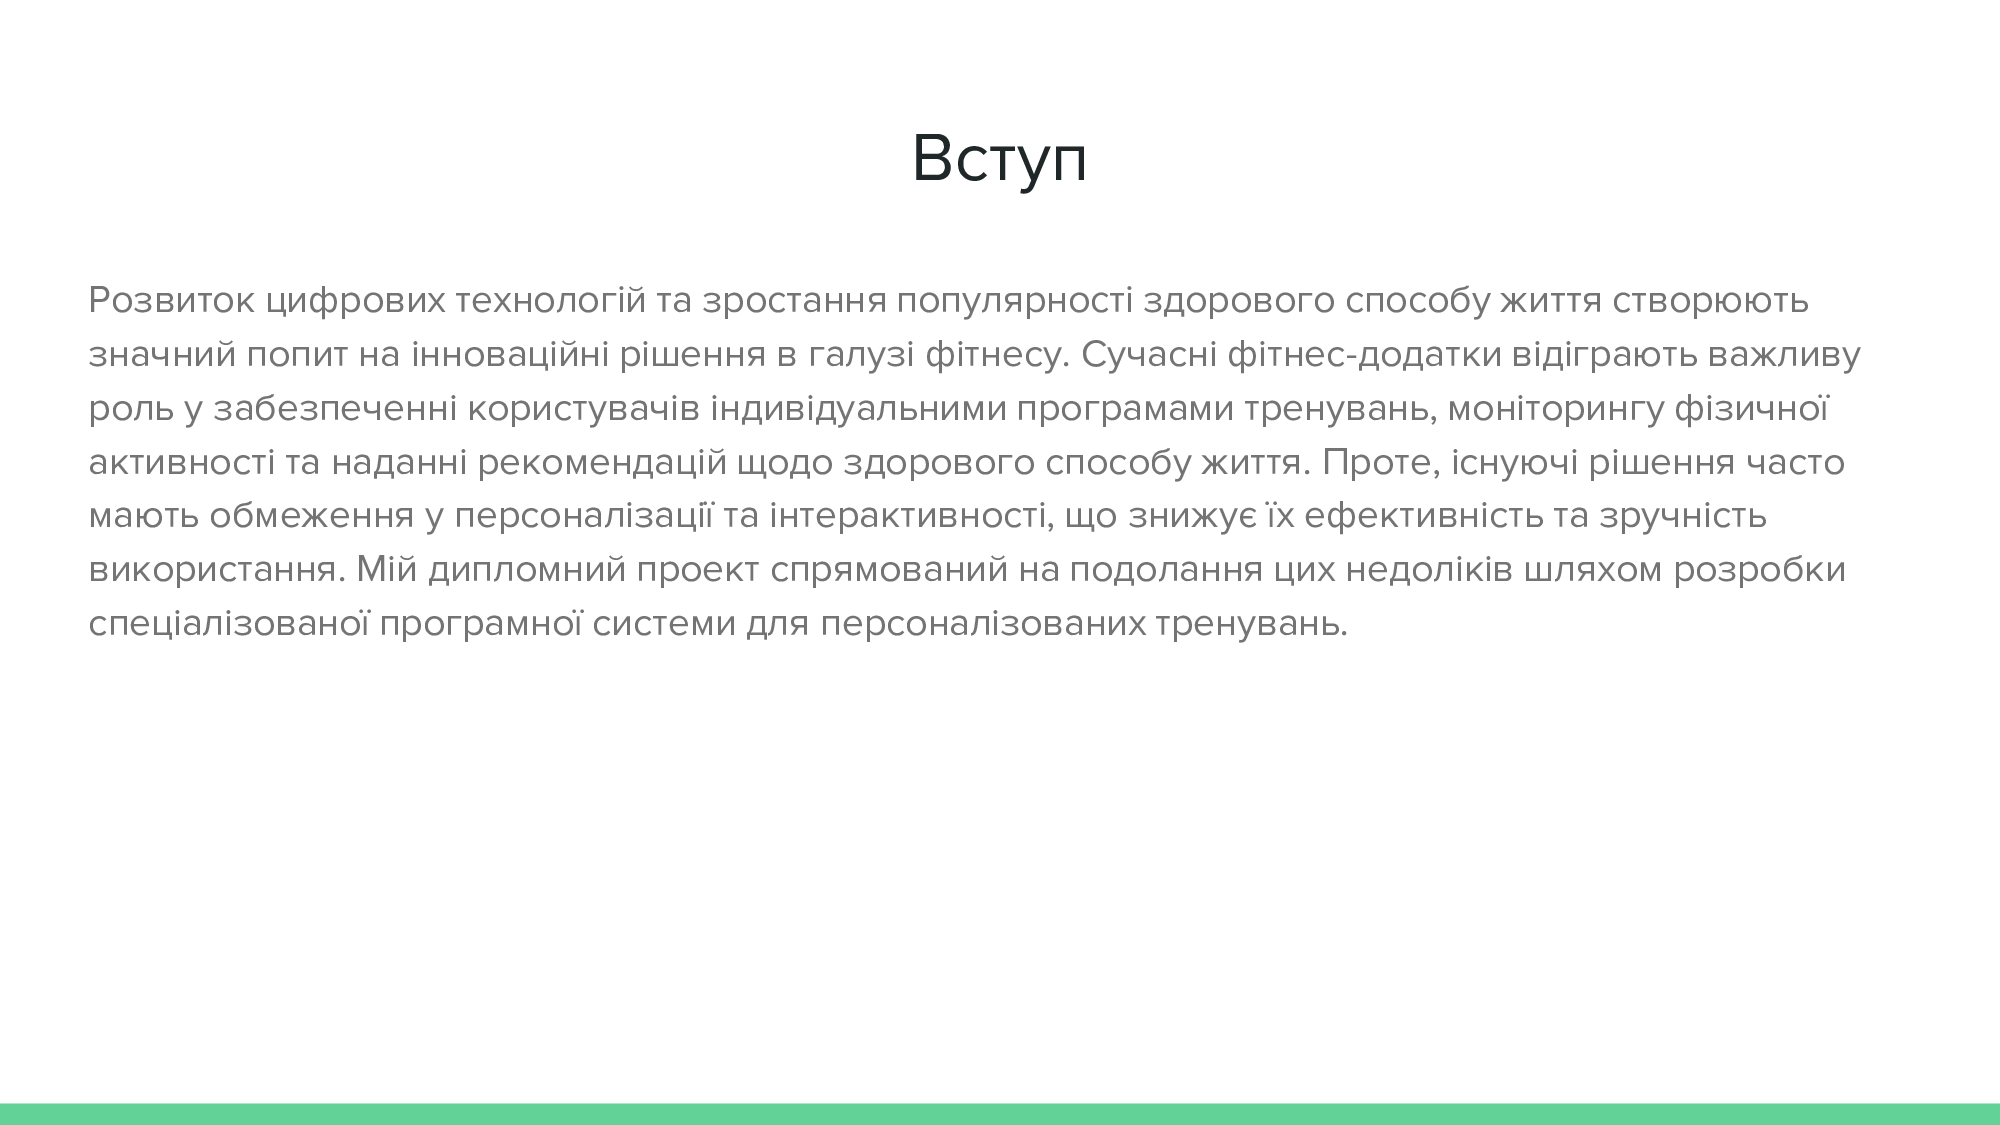 Вступ
Розвиток цифрових технологій та зростання популярності здорового способу життя створюють
значний попит на інноваційні рішення в галузі фітнесу. Сучасні фітнес-додатки відіграють важливу
роль у забезпеченні користувачів індивідуальними програмами тренувань, моніторингу фізичної
активності та наданні рекомендацій щодо здорового способу життя. Проте, існуючі рішення часто
мають обмеження у персоналізації та інтерактивності, що знижує їх ефективність та зручність
використання. Мій дипломний проект спрямований на подолання цих недоліків шляхом розробки
спеціалізованої програмної системи для персоналізованих тренувань.